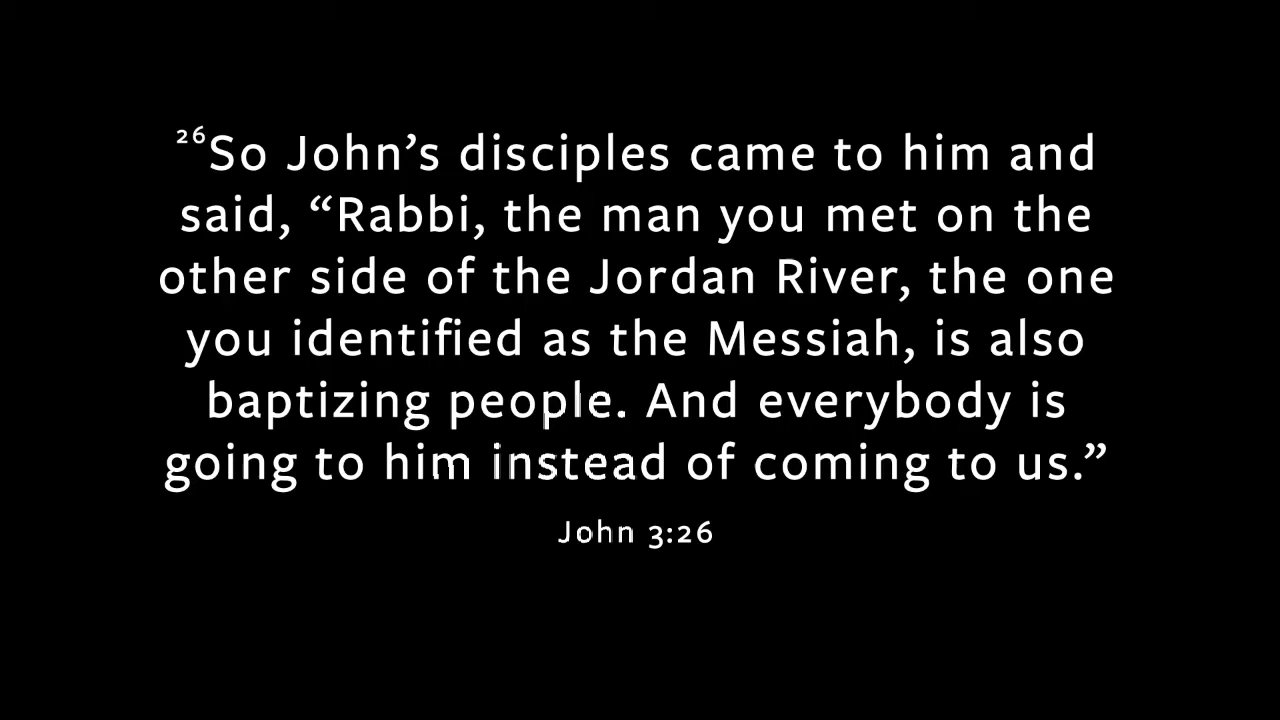 26So John’s disciples came to him and
said, “Rabbi, the man you met on the
other side of the Jordan River, the one
you identified as the Messiah, is also
baptizing people. And everybody is
going to him instead of coming to us.”
John 3:26